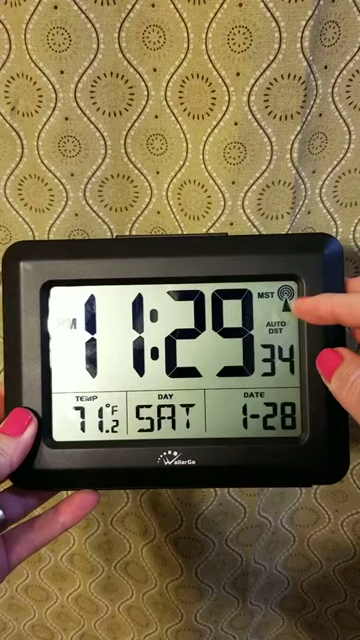 PM 11:29 34
MST
AUTO
DST
TEMP DAY DATE
71.2 °F SAT 1-28
WallarGe